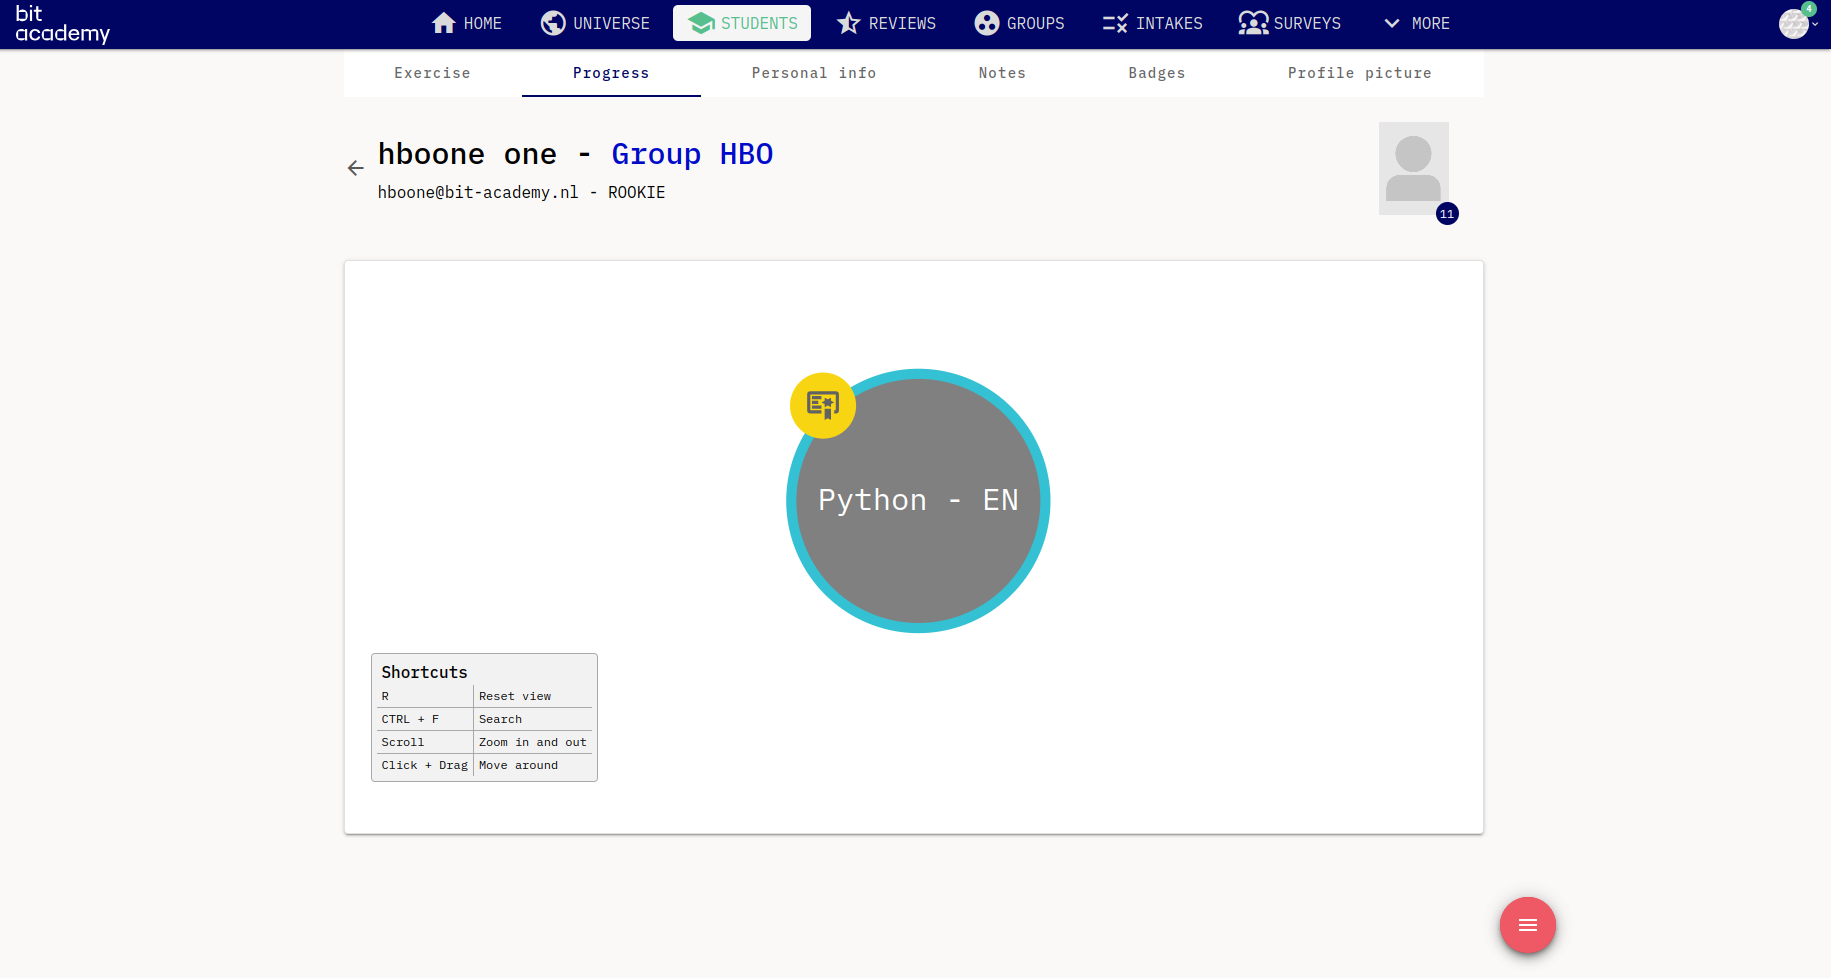 bit
academy
HOME UNIVERSE STUDENTS REVIEWS GROUPS INTAKES SURVEYS MORE 4
Exercise Progress Personal info Notes Badges Profile picture
hboone one - Group HBO
hboone@bit-academy.nl - ROOKIE
11
Python - EN
Shortcuts
R Reset view
CTRL + F Search
Scroll Zoom in and out
Click + Drag Move around